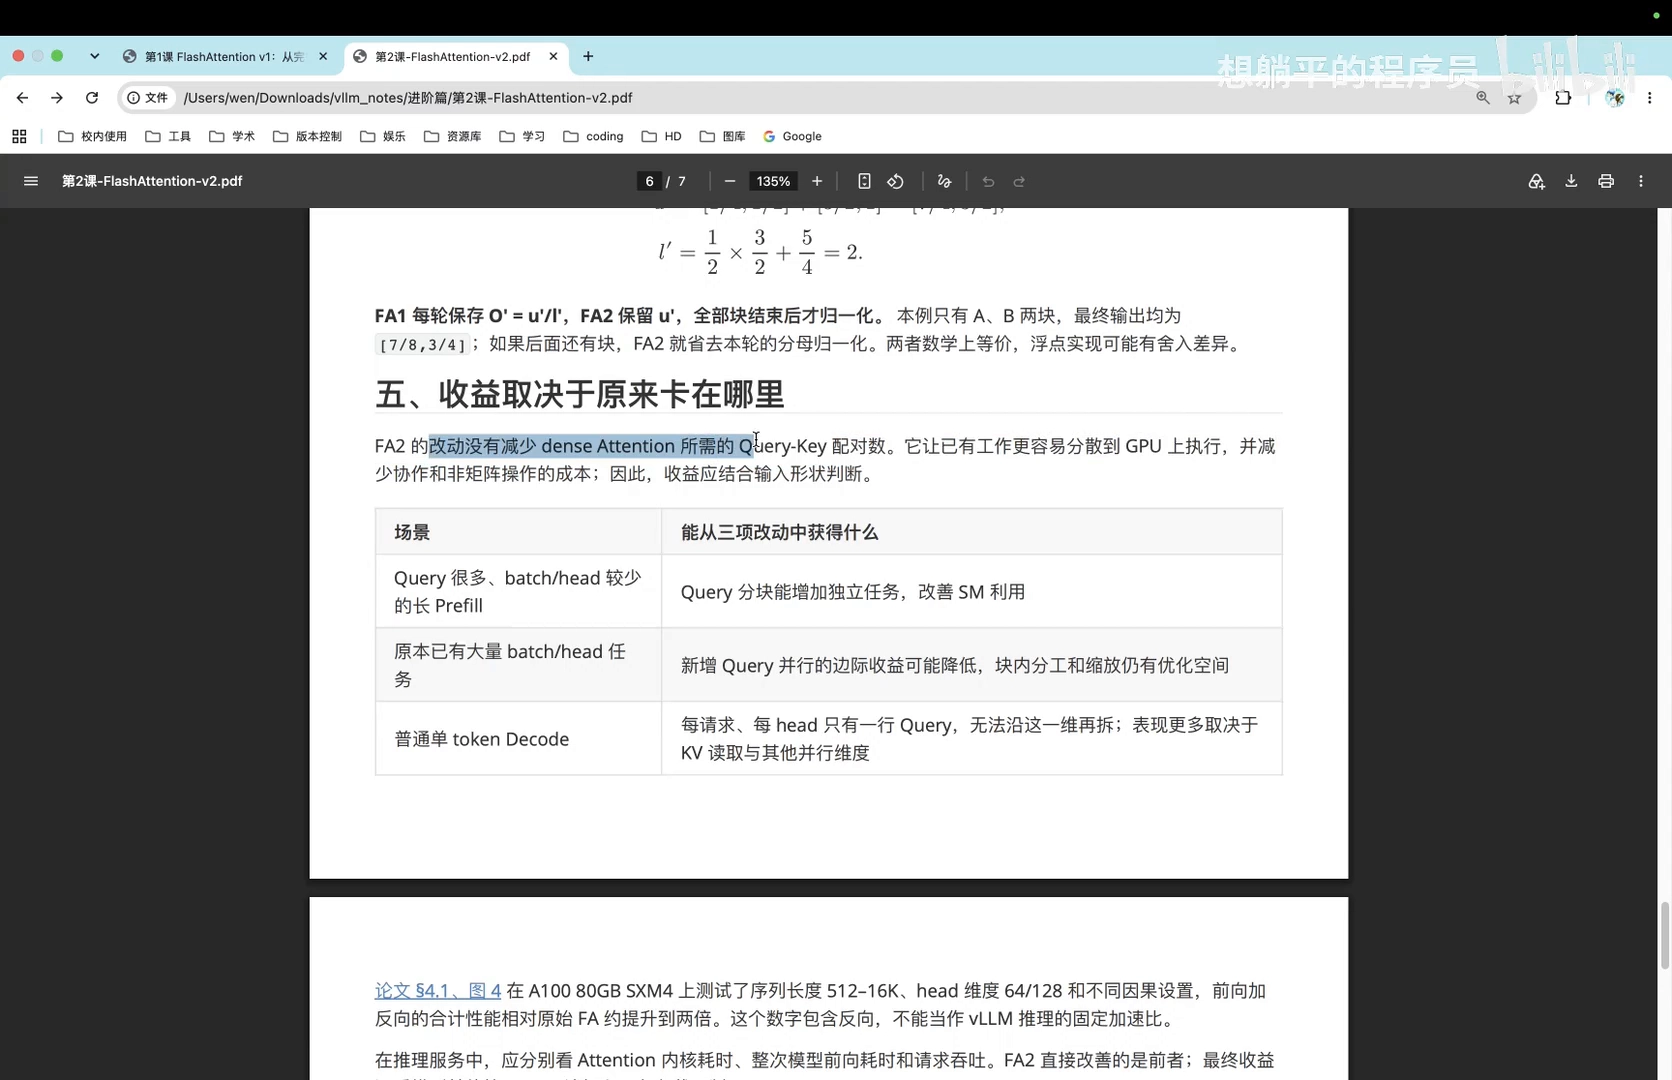 想躺平的程序员 bilibili
第1课 FlashAttention v1：从完
第2课-FlashAttention-v2.pdf
文件 /Users/wen/Downloads/vllm_notes/进阶篇/第2课-FlashAttention-v2.pdf
校内使用 工具 学术 版本控制 娱乐 资源库 学习 coding HD 图库 Google
第2课-FlashAttention-v2.pdf 6 / 7 135%
l′ = 1/2 × 3/2 + 5/4 = 2.
FA1 每轮保存 O' = u'/l'，FA2 保留 u'，全部块结束后才归一化。 本例只有 A、B 两块，最终输出均为
[7/8,3/4]；如果后面还有块，FA2 就省去本轮的分母归一化。两者数学上等价，浮点实现可能有舍入差异。
五、收益取决于原来卡在哪里
FA2 的改动没有减少 dense Attention 所需的 Query-Key 配对数。它让已有工作更容易分散到 GPU 上执行，并减
少协作和非矩阵操作的成本；因此，收益应结合输入形状判断。
场景 能从三项改动中获得什么
Query 很多、batch/head 较少
的长 Prefill
Query 分块能增加独立任务，改善 SM 利用
原本已有大量 batch/head 任
务
新增 Query 并行的边际收益可能降低，块内分工和缩放仍有优化空间
普通单 token Decode
每请求、每 head 只有一行 Query，无法沿这一维再拆；表现更多取决于
KV 读取与其他并行维度
论文 §4.1、图 4 在 A100 80GB SXM4 上测试了序列长度 512–16K、head 维度 64/128 和不同因果设置，前向加
反向的合计性能相对原始 FA 约提升到两倍。这个数字包含反向，不能当作 vLLM 推理的固定加速比。
在推理服务中，应分别看 Attention 内核耗时、整次模型前向耗时和请求吞吐。FA2 直接改善的是前者；最终收益